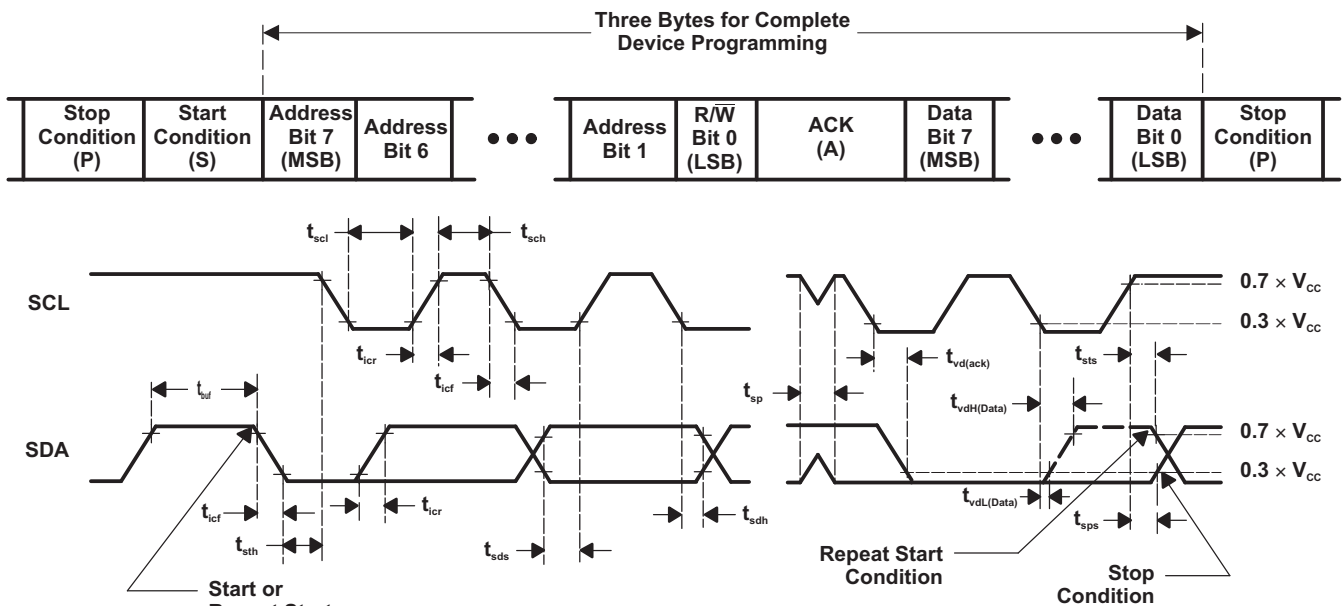 Three Bytes for Complete
Device Programming
Stop
Condition
(P)
Start
Condition
(S)
Address
Bit 7
(MSB)
Address
Bit 6
•••
Address
Bit 1
R/W̅
Bit 0
(LSB)
ACK
(A)
Data
Bit 7
(MSB)
•••
Data
Bit 0
(LSB)
Stop
Condition
(P)
tscl
tsch
SCL
0.7 × VCC
0.3 × VCC
ticr
ticf
tvd(ack)
tsts
tbuf
tsp
tvdH(Data)
SDA
0.7 × VCC
0.3 × VCC
ticf
ticr
tsth
tsds
tsdh
tvdL(Data)
tsps
Start or
Repeat Start
Repeat Start
Condition
Stop
Condition